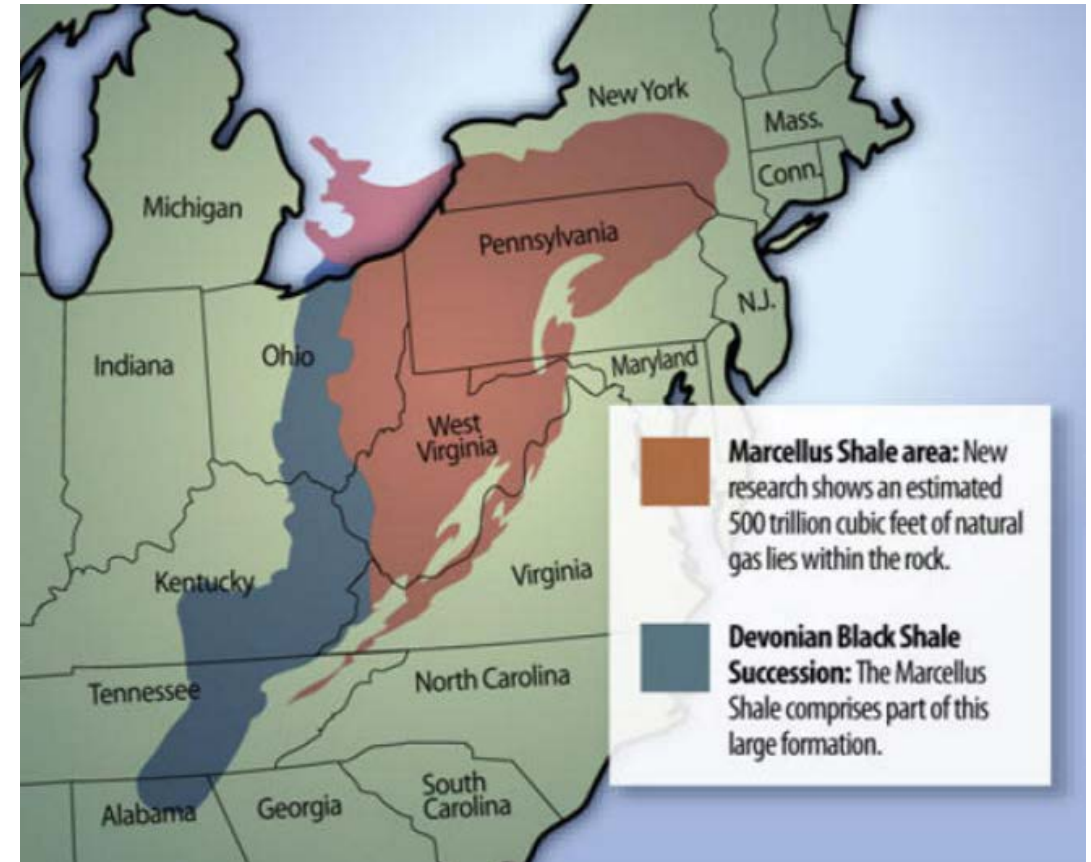 New York
Mass.
Conn.
Michigan
Pennsylvania
N.J.
Ohio
Indiana
Maryland
West
Virginia
Marcellus Shale area: New
research shows an estimated
500 trillion cubic feet of natural
gas lies within the rock.
Kentucky
Virginia
Devonian Black Shale
Succession: The Marcellus
Shale comprises part of this
large formation.
Tennessee
North Carolina
South
Carolina
Alabama
Georgia